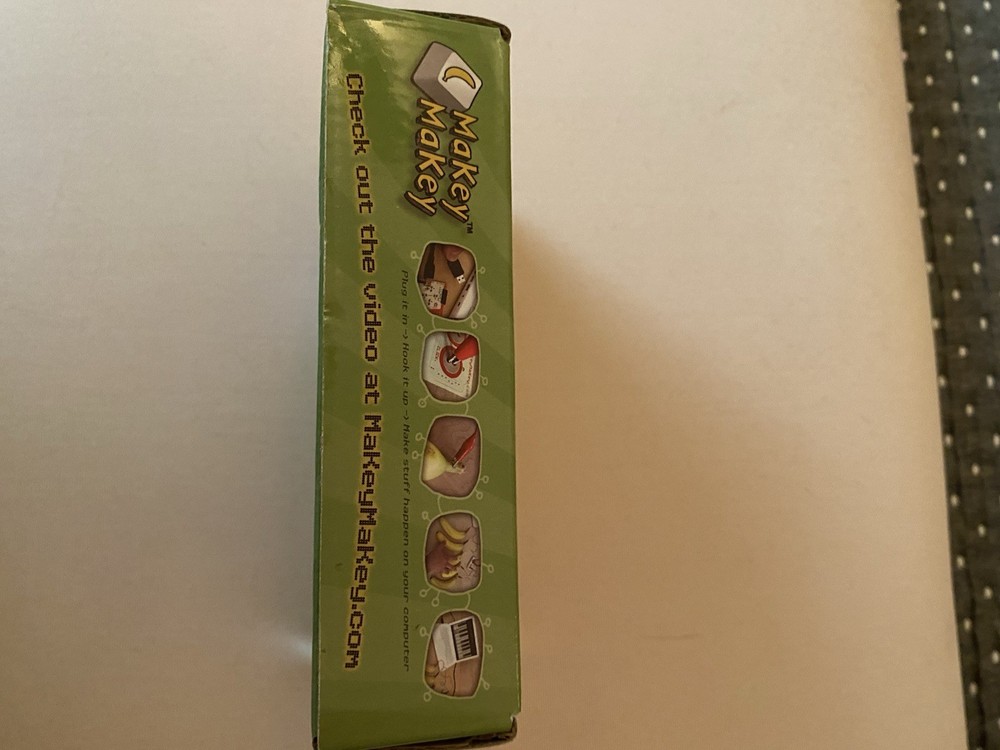 Makey™
Makey
Plug it in -> Hook it up -> Make stuff happen on your computer
Check out the video at MaKeyMaKey.com